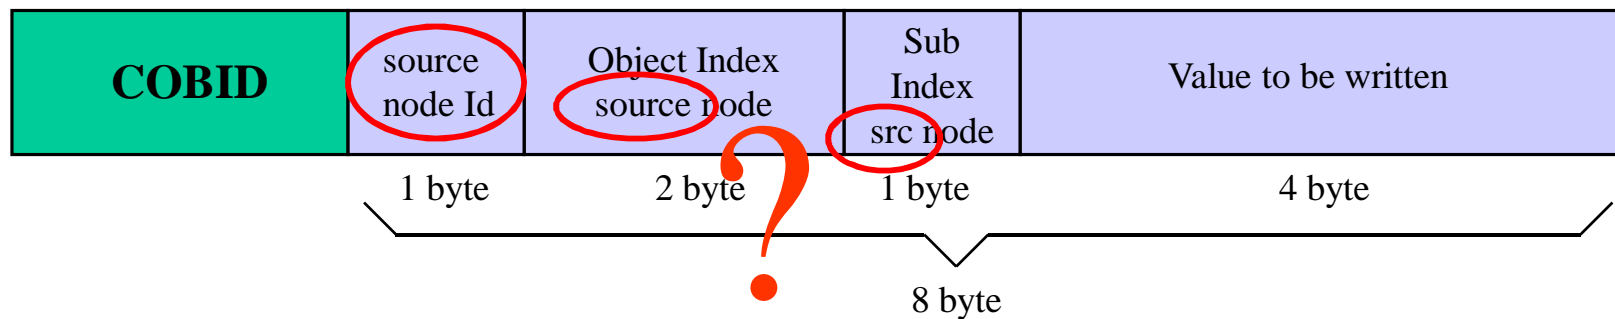 COBID
source
node Id
Object Index
source node
Sub
Index
src node
Value to be written
1 byte
2 byte
1 byte
4 byte
?
8 byte